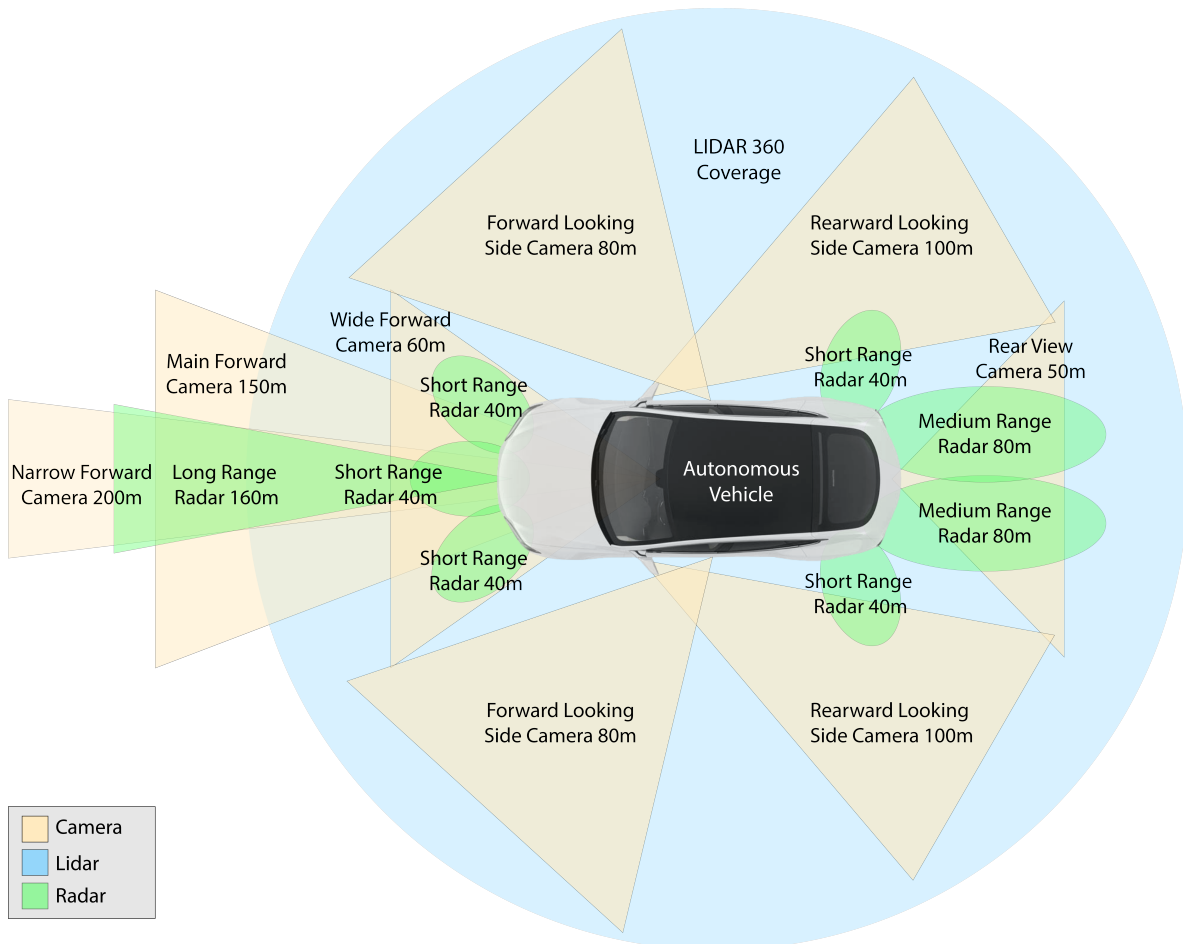 LIDAR 360
Coverage
Forward Looking
Side Camera 80m
Rearward Looking
Side Camera 100m
Wide Forward
Camera 60m
Main Forward
Camera 150m
Short Range
Radar 40m
Short Range
Radar 40m
Rear View
Camera 50m
Medium Range
Radar 80m
Narrow Forward
Camera 200m
Long Range
Radar 160m
Short Range
Radar 40m
Autonomous
Vehicle
Medium Range
Radar 80m
Short Range
Radar 40m
Short Range
Radar 40m
Forward Looking
Side Camera 80m
Rearward Looking
Side Camera 100m
Camera
Lidar
Radar